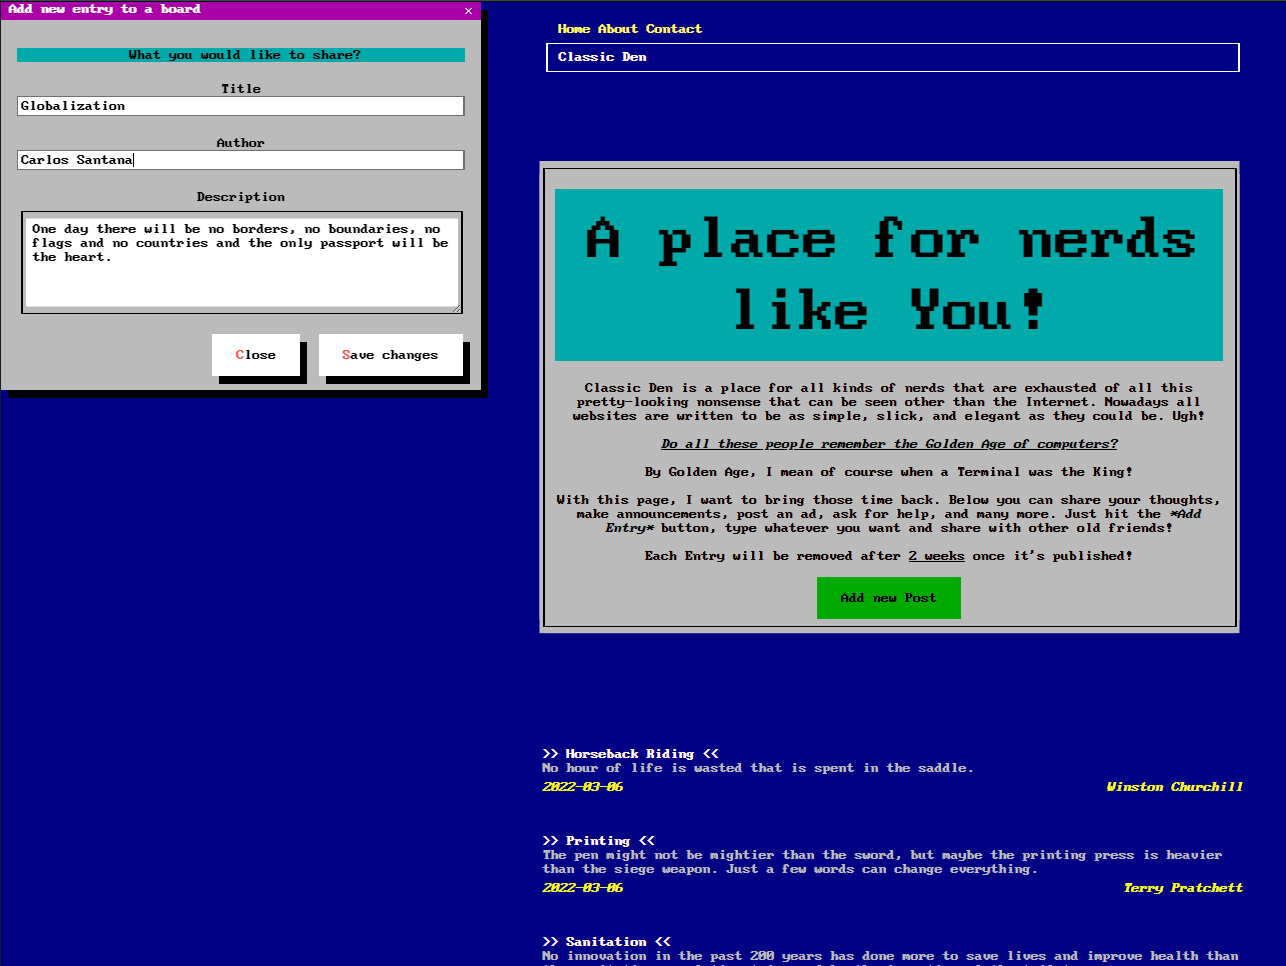 Add new entry to a board ×
What you would like to share?
Title
Globalization
Author
Carlos Santana
Description
One day there will be no borders, no boundaries, no
flags and no countries and the only passport will be
the heart.
Close
Save changes
Home About Contact
Classic Den
A place for nerds
like You!
Classic Den is a place for all kinds of nerds that are exhausted of all this
pretty-looking nonsense that can be seen other than the Internet. Nowadays all
websites are written to be as simple, slick, and elegant as they could be. Ugh!
Do all these people remember the Golden Age of computers?
By Golden Age, I mean of course when a Terminal was the King!
With this page, I want to bring those time back. Below you can share your thoughts,
make announcements, post an ad, ask for help, and many more. Just hit the *Add
Entry* button, type whatever you want and share with other old friends!
Each Entry will be removed after 2 weeks once it's published!
Add new Post
>> Horseback Riding <<
No hour of life is wasted that is spent in the saddle.
2022-03-06 Winston Churchill
>> Printing <<
The pen might not be mightier than the sword, but maybe the printing press is heavier
than the siege weapon. Just a few words can change everything.
2022-03-06 Terry Pratchett
>> Sanitation <<
No innovation in the past 200 years has done more to save lives and improve health than